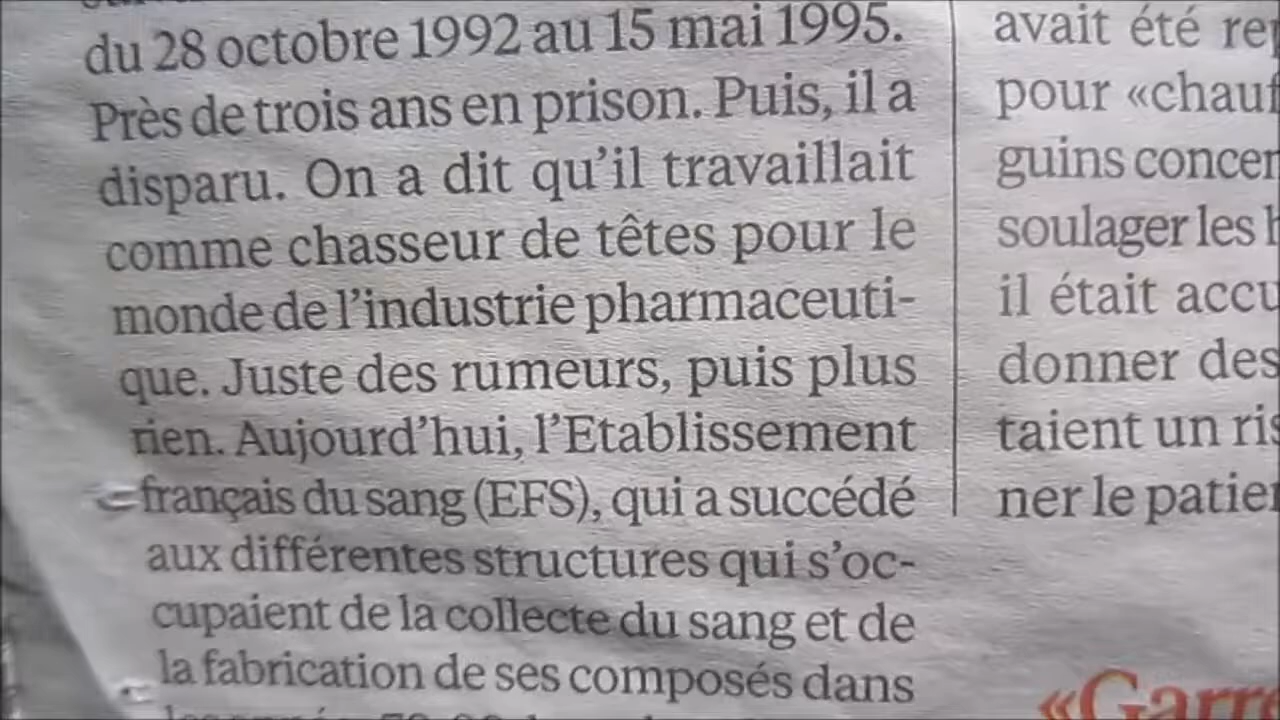 du 28 octobre 1992 au 15 mai 1995.
Près de trois ans en prison. Puis, il a
disparu. On a dit qu’il travaillait
comme chasseur de têtes pour le
monde de l’industrie pharmaceuti-
que. Juste des rumeurs, puis plus
rien. Aujourd’hui, l’Etablissement
français du sang (EFS), qui a succédé
aux différentes structures qui s’oc-
cupaient de la collecte du sang et de
la fabrication de ses composés dans
avait été
pour «chauf
guins concer
soulager les
il était accu
donner des
taient un ris
ner le patie
«Garr